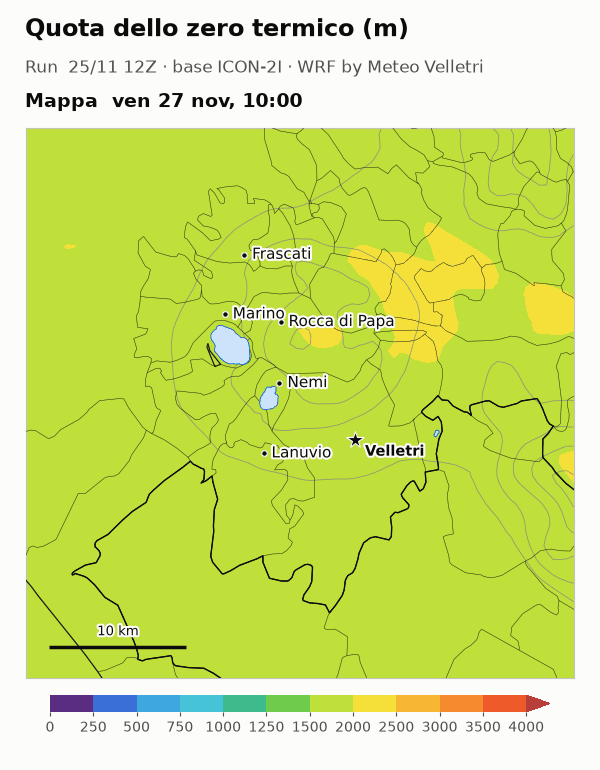 Quota dello zero termico (m)
Run  25/11 12Z · base ICON-2I · WRF by Meteo Velletri
Mappa  ven 27 nov, 10:00
Frascati
Marino
Rocca di Papa
Nemi
Velletri
Lanuvio
10 km
0 250 500 750 1000 1250 1500 2000 2500 3000 3500 4000